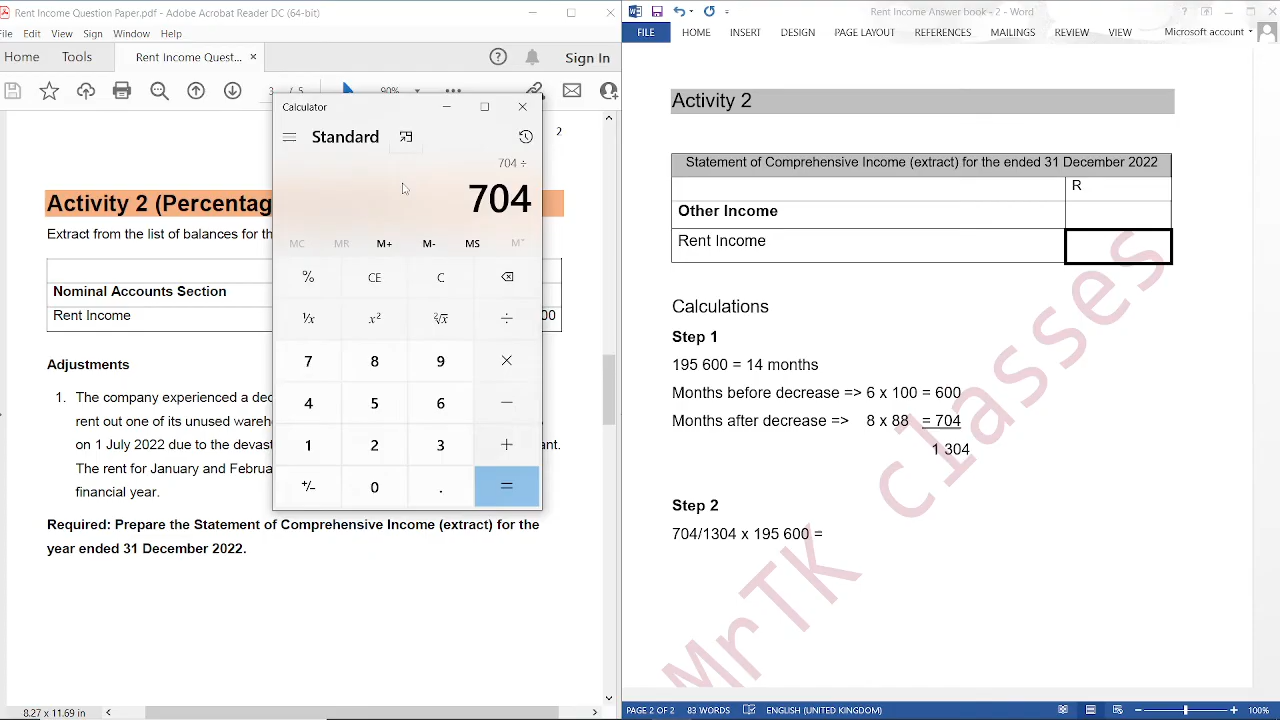 Rent Income Question Paper.pdf - Adobe Acrobat Reader DC (64-bit)
File Edit View Sign Window Help
Home Tools Rent Income Quest... × Sign In
3 / 5 90%
2
Activity 2 (Percentag
Extract from the list of balances for th
Nominal Accounts Section
Rent Income 00
Adjustments
1. The company experienced a dec
rent out one of its unused wareh
on 1 July 2022 due to the devast ant.
The rent for January and Februa
financial year.
Required: Prepare the Statement of Comprehensive Income (extract) for the
year ended 31 December 2022.
8.27 x 11.69 in
Calculator
Standard
704 ÷
704
MC MR M+ M- MS M˅
% CE C
¹/x x² ²√x ÷
7 8 9 ×
4 5 6 −
1 2 3 +
+/- 0 . =
Rent Income Answer book - 2 - Word
FILE HOME INSERT DESIGN PAGE LAYOUT REFERENCES MAILINGS REVIEW VIEW Microsoft account
Activity 2
Statement of Comprehensive Income (extract) for the ended 31 December 2022
R
Other Income
Rent Income
Calculations
Step 1
195 600 = 14 months
Months before decrease => 6 x 100 = 600
Months after decrease => 8 x 88 = 704
1 304
Step 2
704/1304 x 195 600 =
MrTK classes
PAGE 2 OF 2 83 WORDS ENGLISH (UNITED KINGDOM) 100%